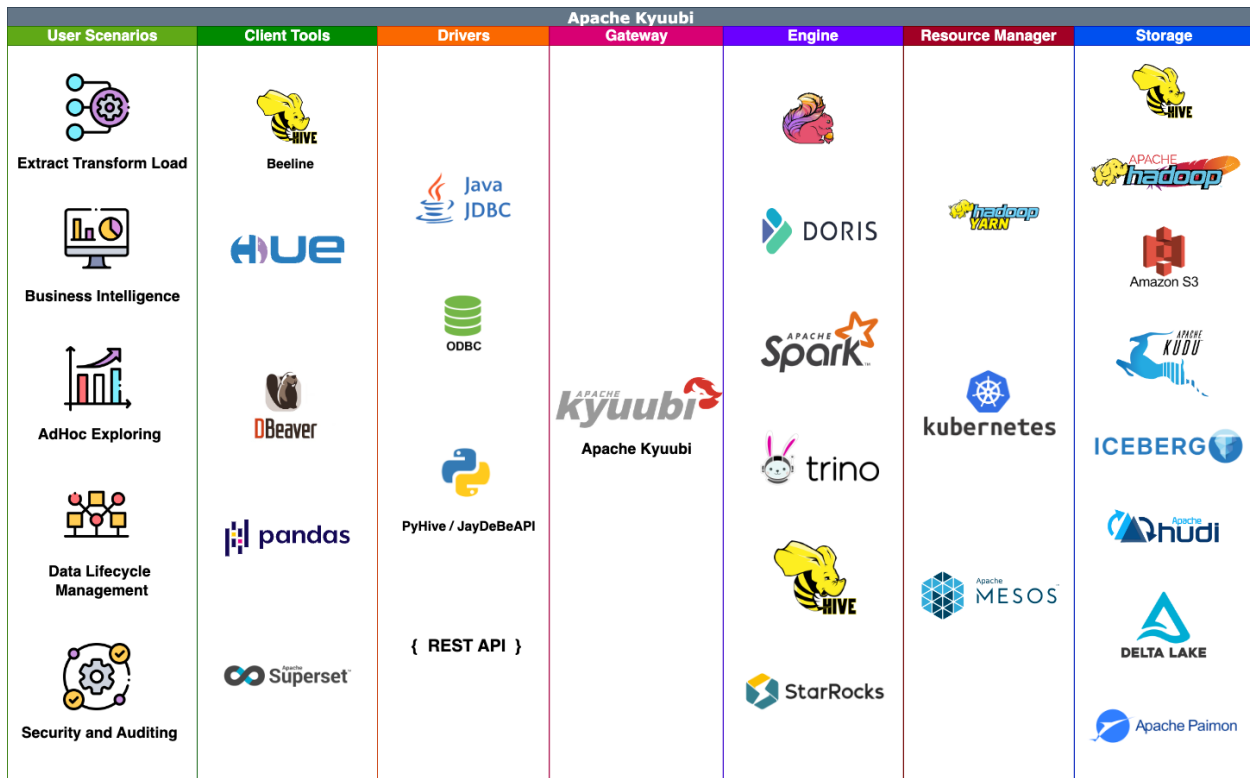 Apache Kyuubi
User Scenarios
Client Tools
Drivers
Gateway
Engine
Resource Manager
Storage
Extract Transform Load
Business Intelligence
AdHoc Exploring
Data Lifecycle
Management
Security and Auditing
HIVE
Beeline
HUE
DBeaver
pandas
Apache
Superset™
Java
JDBC
ODBC
PyHive / JayDeBeAPI
{ REST API }
APACHE
kyuubi
Apache Kyuubi
DORIS
APACHE
Spark™
trino
HIVE
StarRocks
hadoop
YARN
kubernetes
Apache
MESOS™
HIVE
APACHE
hadoop
Amazon S3
APACHE
KUDU
ICEBERG
Apache
hudi
DELTA LAKE
Apache Paimon